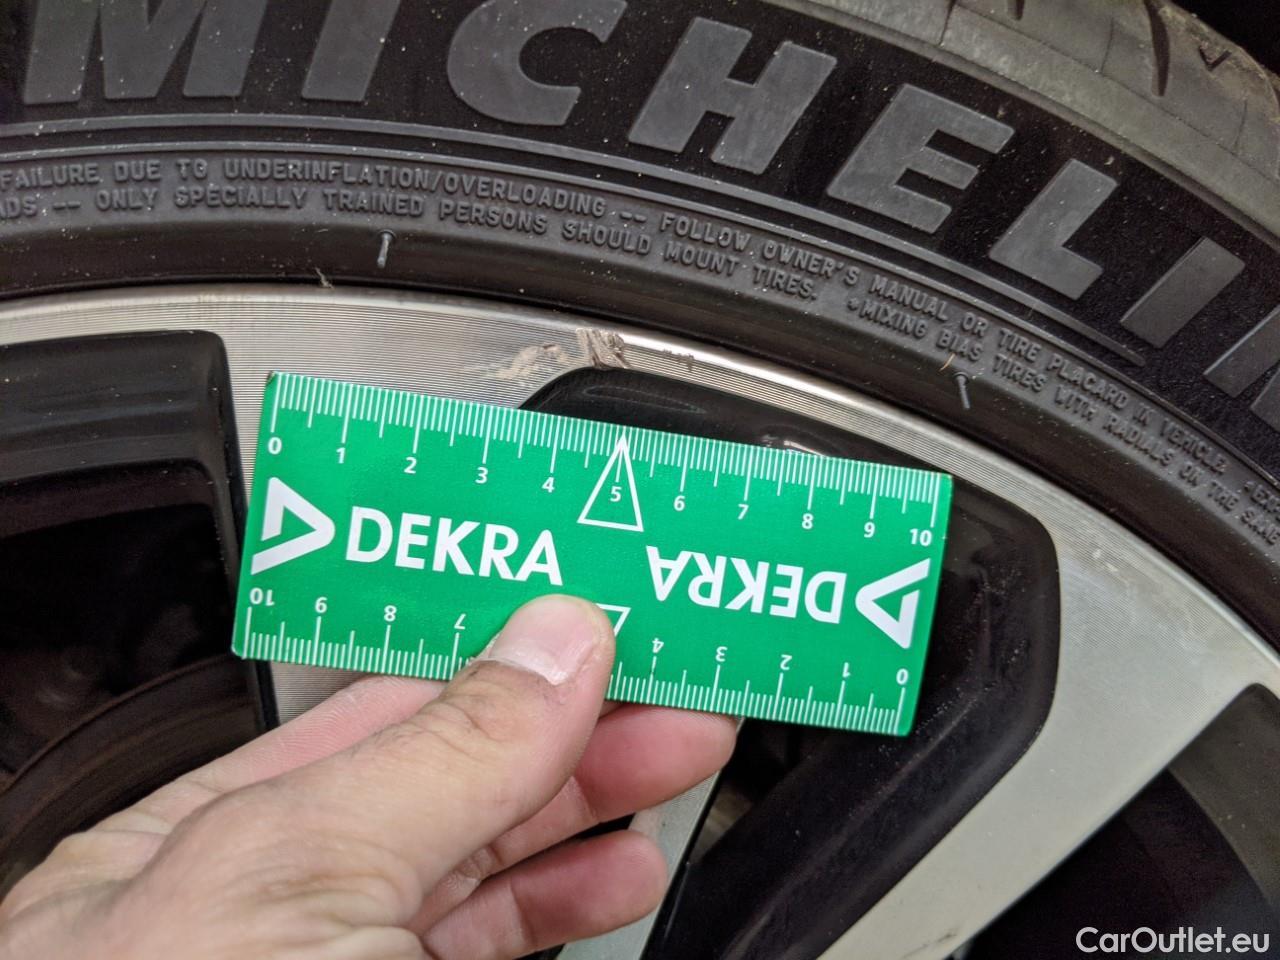 MICHELIN
FAILURE DUE TO UNDERINFLATION/OVERLOADING -- FOLLOW OWNER'S MANUAL OR TIRE PLACARD IN VEHICLE.
ADS -- ONLY SPECIALLY TRAINED PERSONS SHOULD MOUNT TIRES. *MIXING BIAS TIRES WITH RADIALS ON THE SAME
0 1 2 3 4 5 6 7 8 9 10
DEKRA
DEKRA
10 9 8 7 4 3 2 1 0
CarOutlet.eu